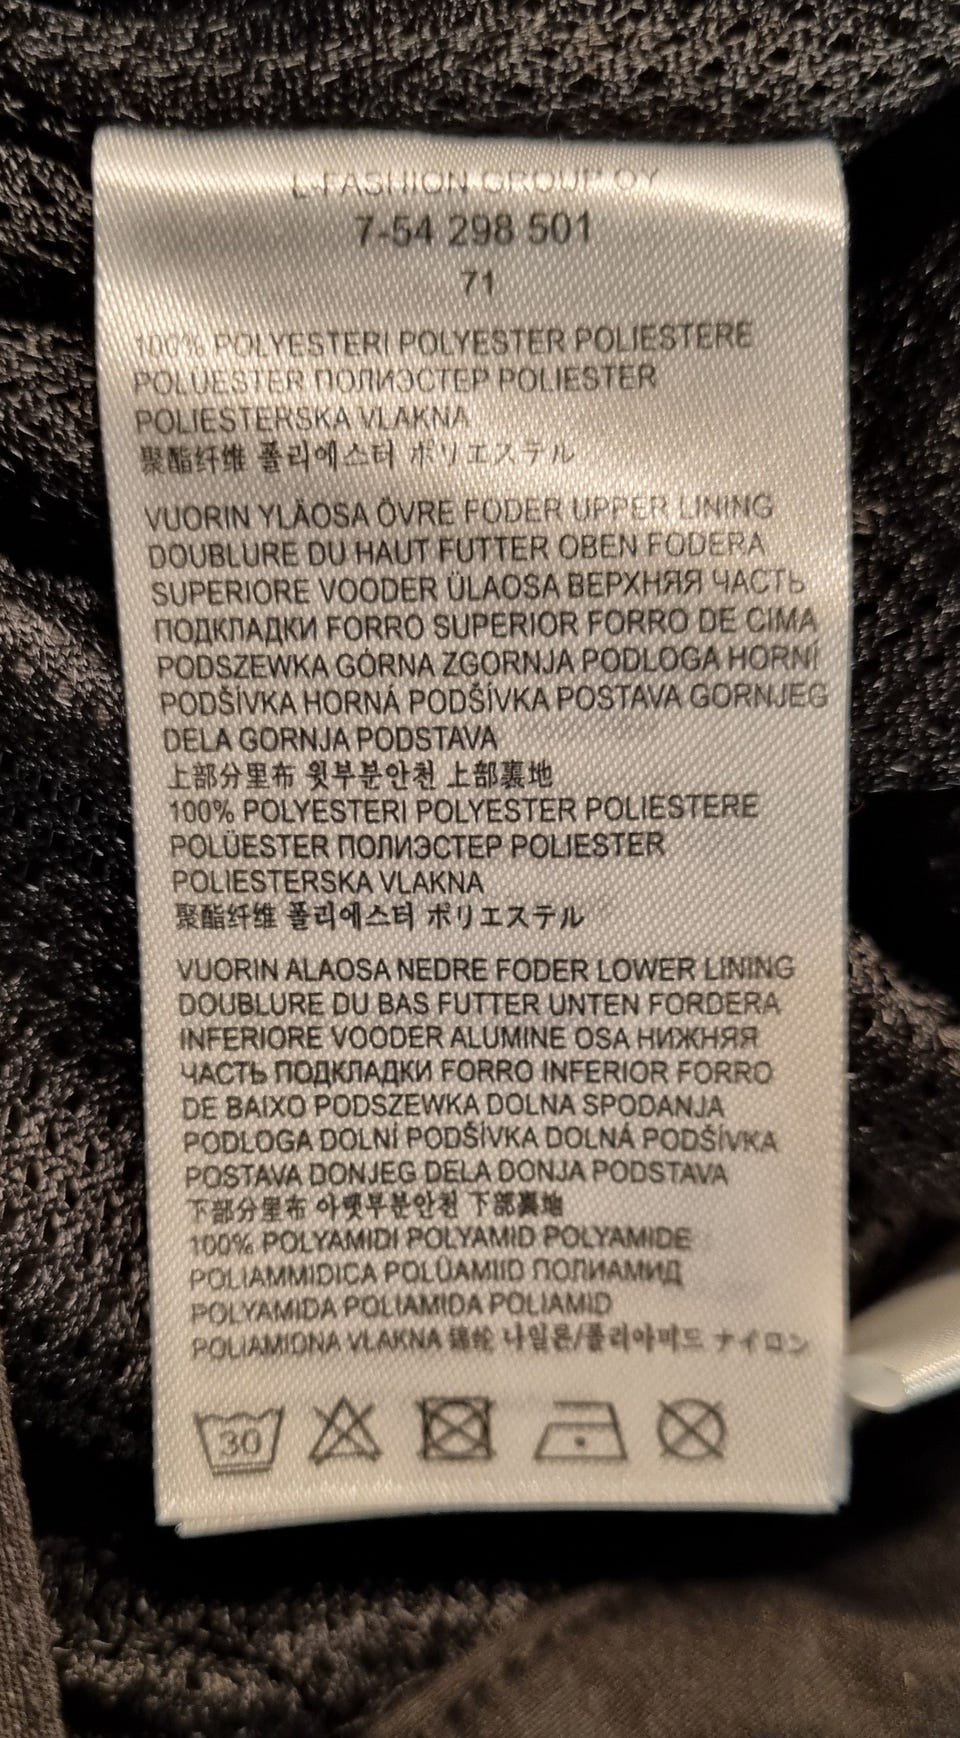 L-FASHION GROUP OY
7-54 298 501
71
100% POLYESTERI POLYESTER POLIESTERE
POLÜESTER ПОЛИЭСТЕР POLIESTER
POLIESTERSKA VLAKNA
聚酯纤维 폴리에스터 ポリエステル
VUORIN YLÄOSA ÖVRE FODER UPPER LINING
DOUBLURE DU HAUT FUTTER OBEN FODERA
SUPERIORE VOODER ÜLAOSA ВЕРХНЯЯ ЧАСТЬ
ПОДКЛАДКИ FORRO SUPERIOR FORRO DE CIMA
PODSZEWKA GÓRNA ZGORNJA PODLOGA HORNÍ
PODŠÍVKA HORNÁ PODŠÍVKA POSTAVA GORNJEG
DELA GORNJA PODSTAVA
上部分里布 윗부분안천 上部裏地
100% POLYESTERI POLYESTER POLIESTERE
POLÜESTER ПОЛИЭСТЕР POLIESTER
POLIESTERSKA VLAKNA
聚酯纤维 폴리에스터 ポリエステル
VUORIN ALAOSA NEDRE FODER LOWER LINING
DOUBLURE DU BAS FUTTER UNTEN FORDERA
INFERIORE VOODER ALUMINE OSA НИЖНЯЯ
ЧАСТЬ ПОДКЛАДКИ FORRO INFERIOR FORRO
DE BAIXO PODSZEWKA DOLNA SPODANJA
PODLOGA DOLNÍ PODŠÍVKA DOLNÁ PODŠÍVKA
POSTAVA DONJEG DELA DONJA PODSTAVA
下部分里布 아랫부분안천 下部裏地
100% POLYAMIDI POLYAMID POLYAMIDE
POLIAMMIDICA POLÜAMIID ПОЛИАМИД
POLYAMIDA POLIAMIDA POLIAMID
POLIAMIDNA VLAKNA 锦纶 나일론/폴리아미드 ナイロン
30